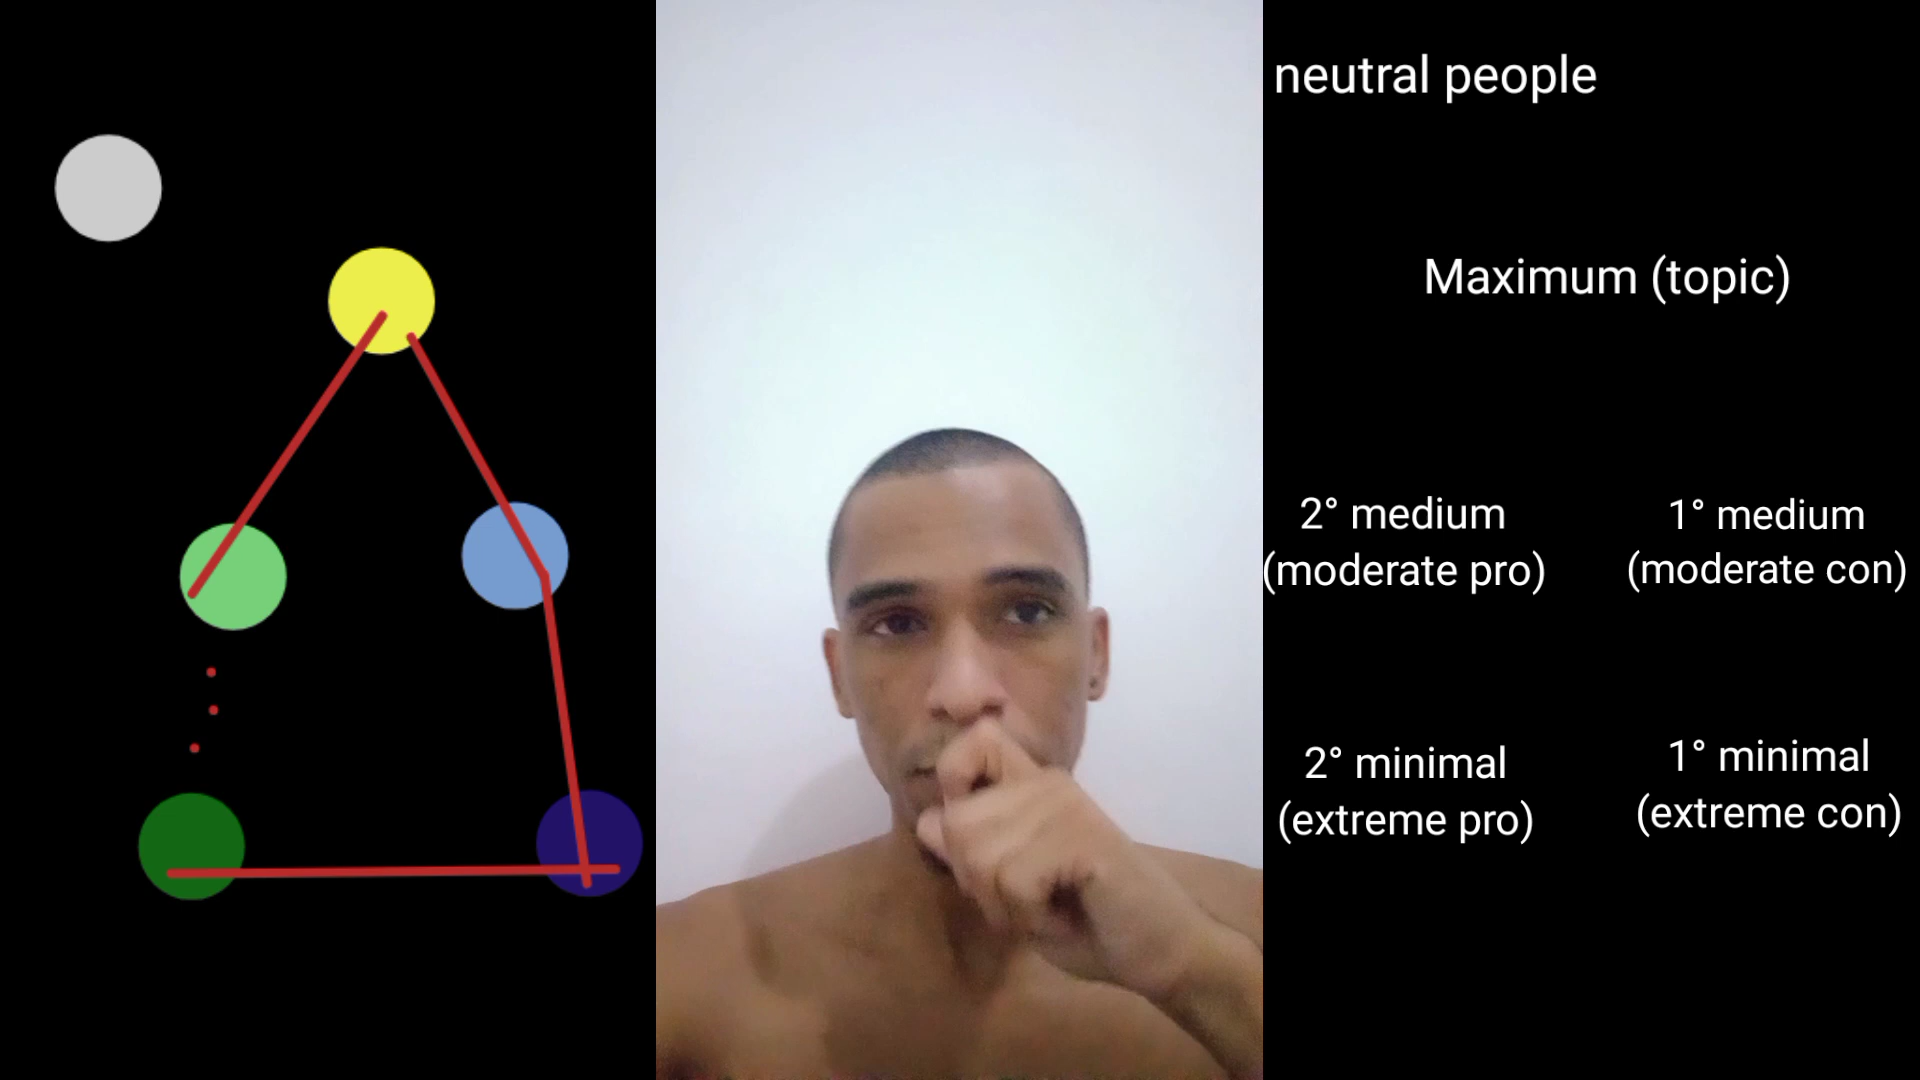 neutral people
Maximum (topic)
2° medium
(moderate pro)
1° medium
(moderate con)
2° minimal
(extreme pro)
1° minimal
(extreme con)